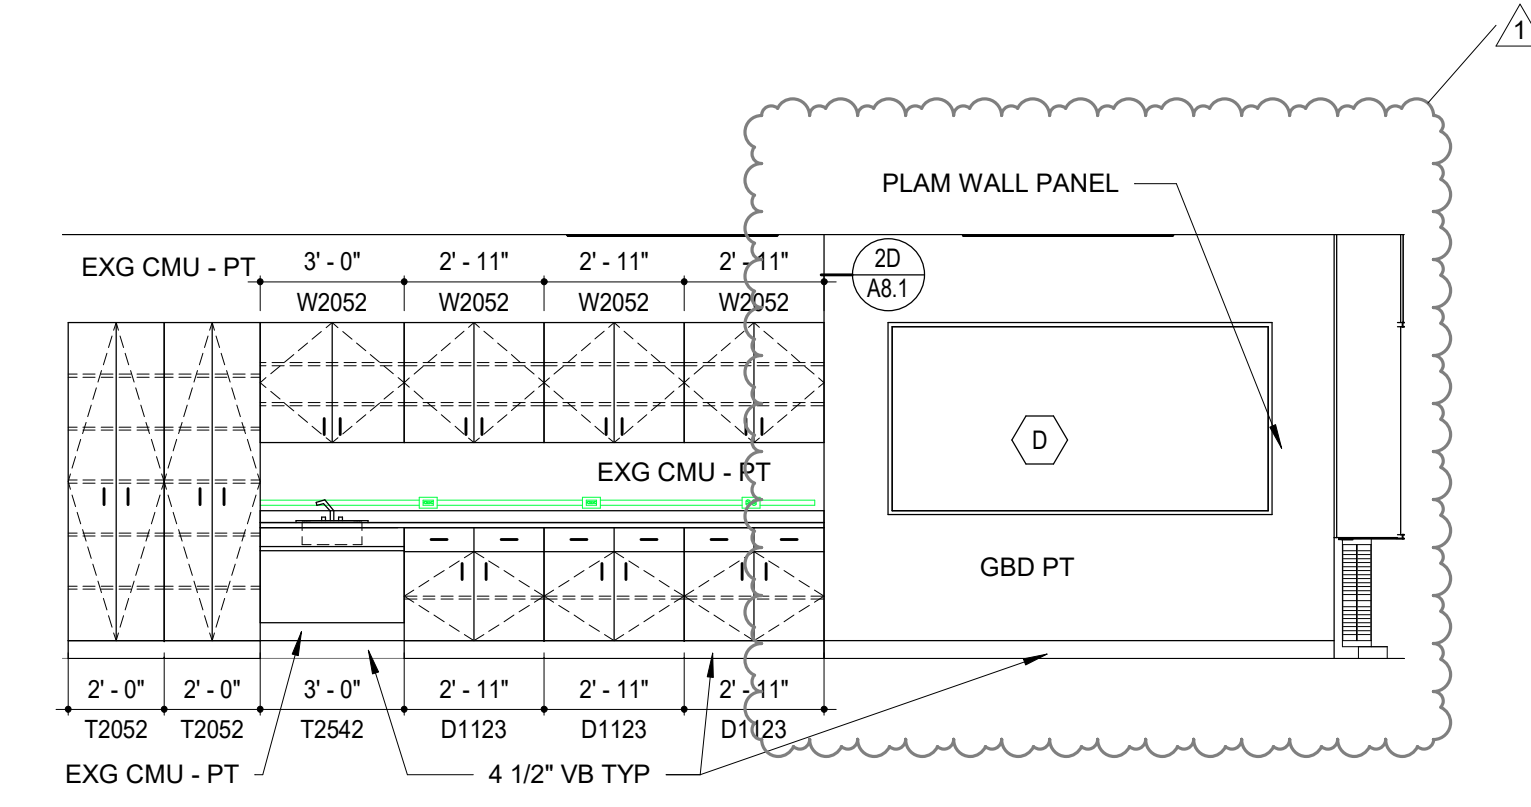 1
PLAM WALL PANEL
EXG CMU - PT
3' - 0"
2' - 11"
2' - 11"
2' - 11"
2D
A8.1
W2052
W2052
W2052
W2052
D
EXG CMU - PT
GBD PT
2' - 0"
2' - 0"
3' - 0"
2' - 11"
2' - 11"
2' - 11"
T2052
T2052
T2542
D1123
D1123
D1123
EXG CMU - PT
4 1/2" VB TYP